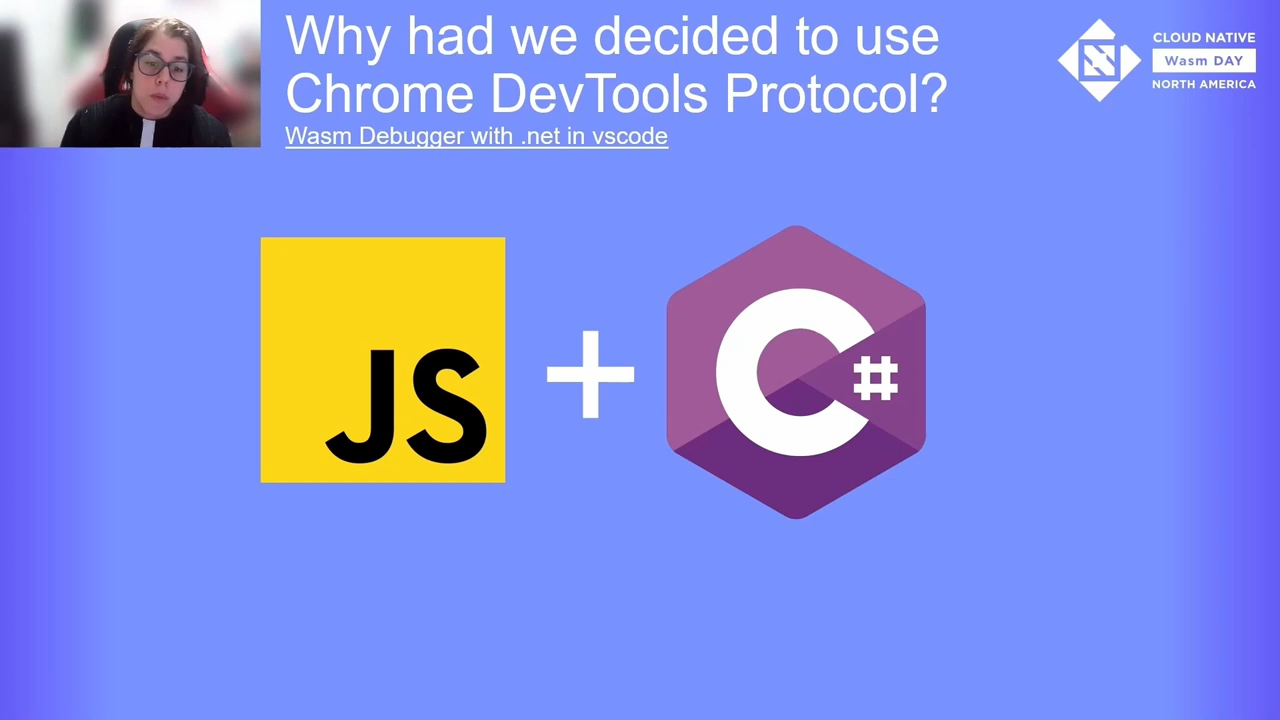 Why had we decided to use
Chrome DevTools Protocol?
Wasm Debugger with .net in vscode
CLOUD NATIVE
Wasm DAY
NORTH AMERICA
JS
+
C#